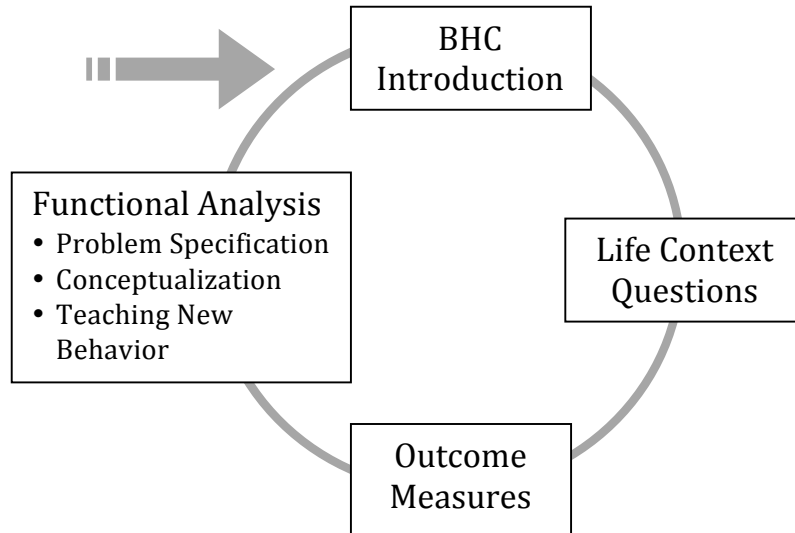 BHC
Introduction
Life Context
Questions
Outcome
Measures
Functional Analysis
• Problem Specification
• Conceptualization
• Teaching New
Behavior